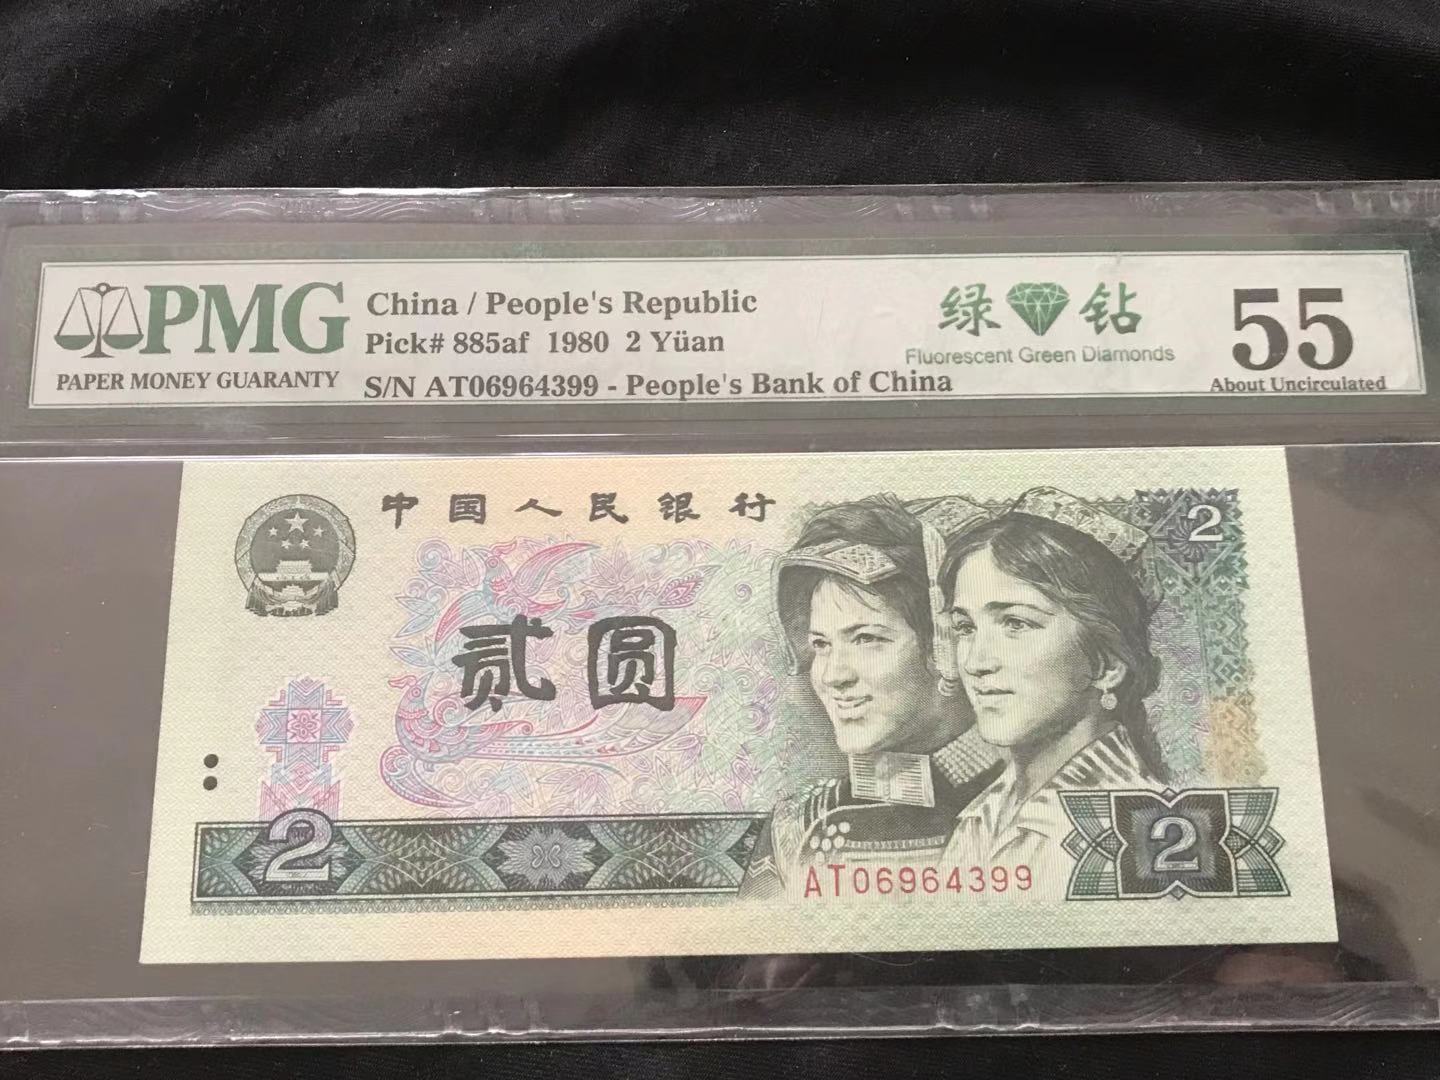 PMG
PAPER MONEY GUARANTY
China / People's Republic
Pick# 885af 1980 2 Yüan
S/N AT06964399 - People's Bank of China
绿 钻
Fluorescent Green Diamonds
55
About Uncirculated
中国人民银行
2
贰圆
2
AT06964399
2